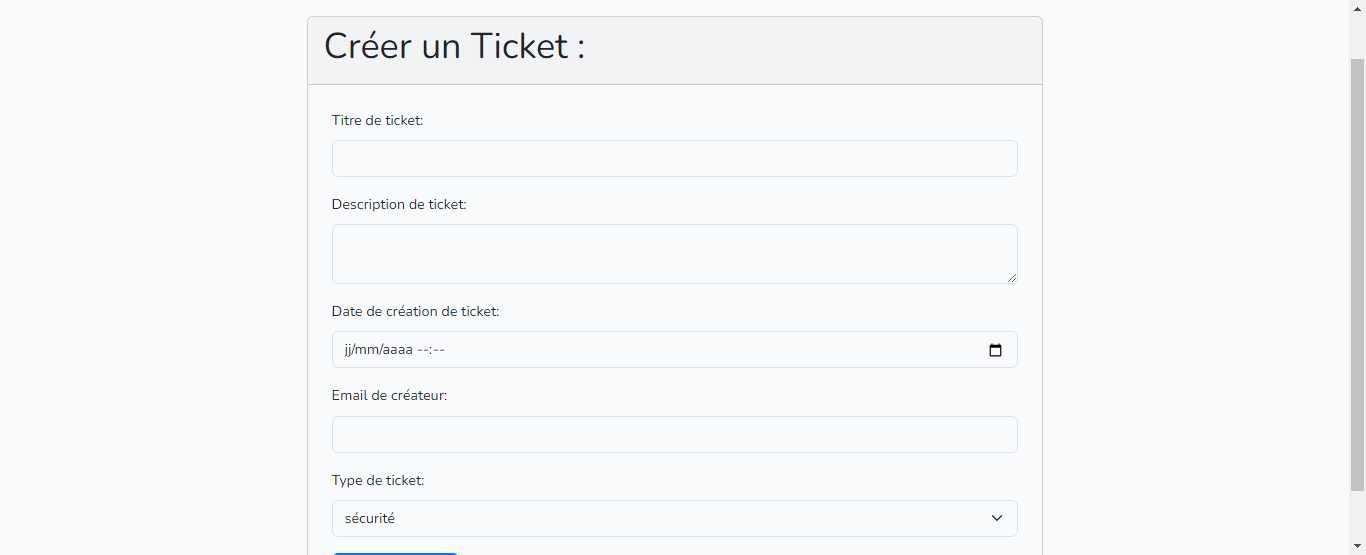 Créer un Ticket :
Titre de ticket:
Description de ticket:
Date de création de ticket:
jj/mm/aaaa --:--
Email de créateur:
Type de ticket:
sécurité